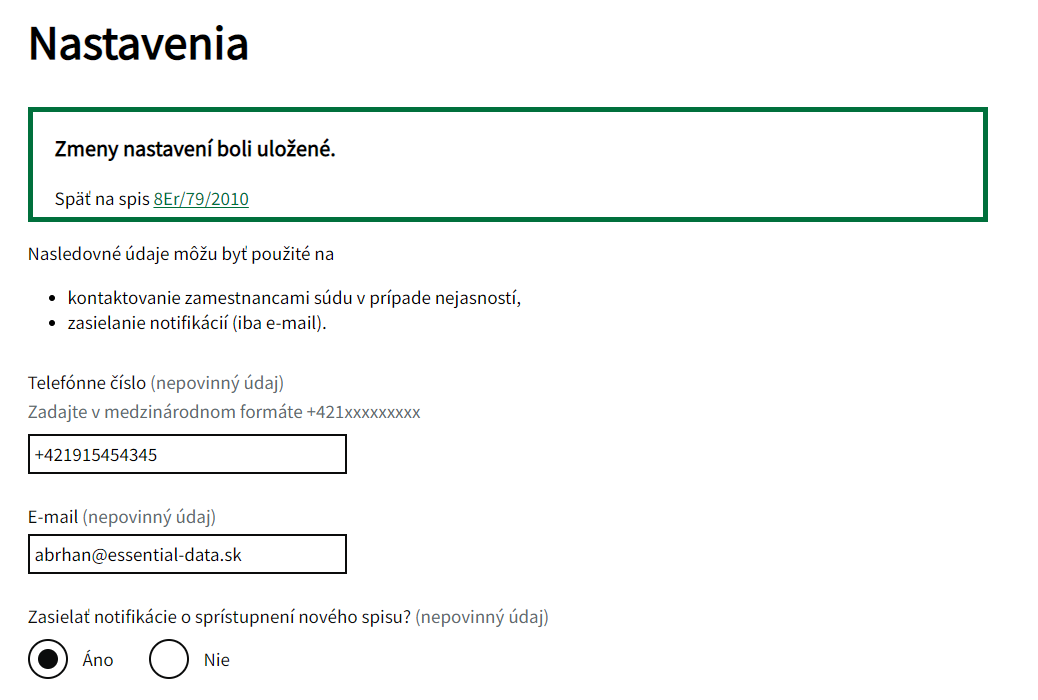 Nastavenia
Zmeny nastavení boli uložené.
Späť na spis 8Er/79/2010
Nasledovné údaje môžu byť použité na
• kontaktovanie zamestnancami súdu v prípade nejasností,
• zasielanie notifikácií (iba e-mail).
Telefónne číslo (nepovinný údaj)
Zadajte v medzinárodnom formáte +421xxxxxxxxx
+421915454345
E-mail (nepovinný údaj)
abrhan@essential-data.sk
Zasielať notifikácie o sprístupnení nového spisu? (nepovinný údaj)
Áno Nie